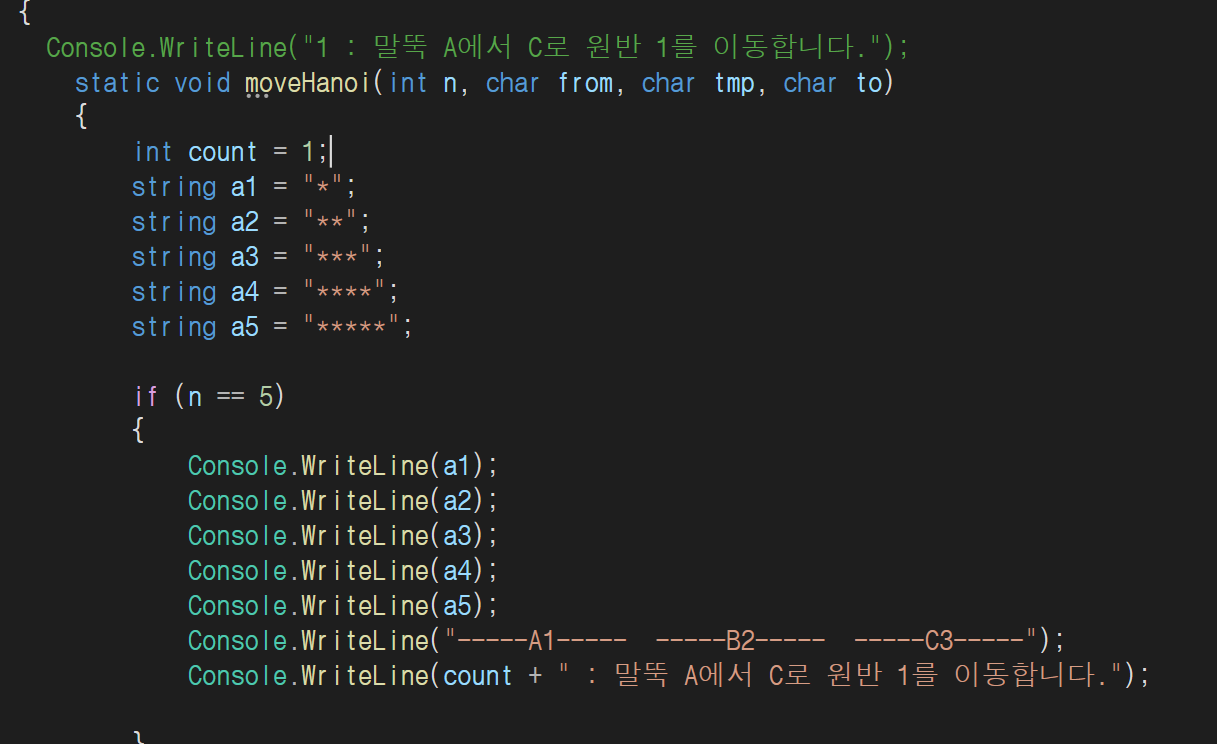 {
Console.WriteLine("1 : 말뚝 A에서 C로 원반 1를 이동합니다.");
static void moveHanoi(int n, char from, char tmp, char to)
{
int count = 1;
string a1 = "*";
string a2 = "**";
string a3 = "***";
string a4 = "****";
string a5 = "*****";
if (n == 5)
{
Console.WriteLine(a1);
Console.WriteLine(a2);
Console.WriteLine(a3);
Console.WriteLine(a4);
Console.WriteLine(a5);
Console.WriteLine("-----A1-----  -----B2-----  -----C3-----");
Console.WriteLine(count + " : 말뚝 A에서 C로 원반 1를 이동합니다.");
}